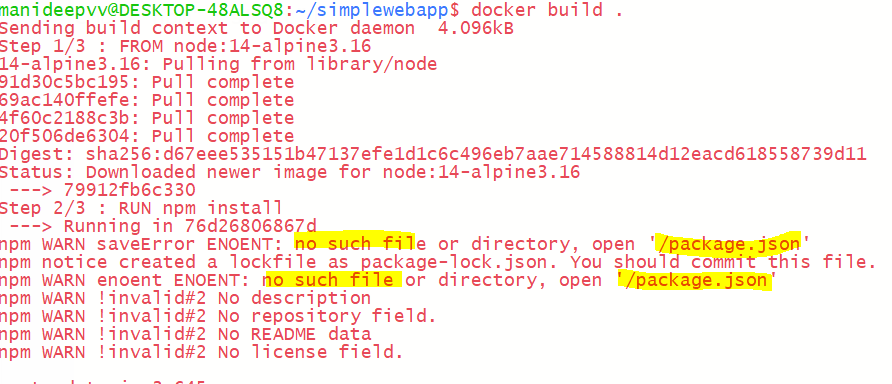 manideepvv@DESKTOP-48ALSQ8:~/simplewebapp$ docker build .
Sending build context to Docker daemon  4.096kB
Step 1/3 : FROM node:14-alpine3.16
14-alpine3.16: Pulling from library/node
91d30c5bc195: Pull complete
69ac140ffefe: Pull complete
4f60c2188c3b: Pull complete
20f506de6304: Pull complete
Digest: sha256:d67eee535151b47137efe1d1c6c496eb7aae714588814d12eacd618558739d11
Status: Downloaded newer image for node:14-alpine3.16
 ---> 79912fb6c330
Step 2/3 : RUN npm install
 ---> Running in 76d26806867d
npm WARN saveError ENOENT: no such file or directory, open '/package.json'
npm notice created a lockfile as package-lock.json. You should commit this file.
npm WARN enoent ENOENT: no such file or directory, open '/package.json'
npm WARN !invalid#2 No description
npm WARN !invalid#2 No repository field.
npm WARN !invalid#2 No README data
npm WARN !invalid#2 No license field.